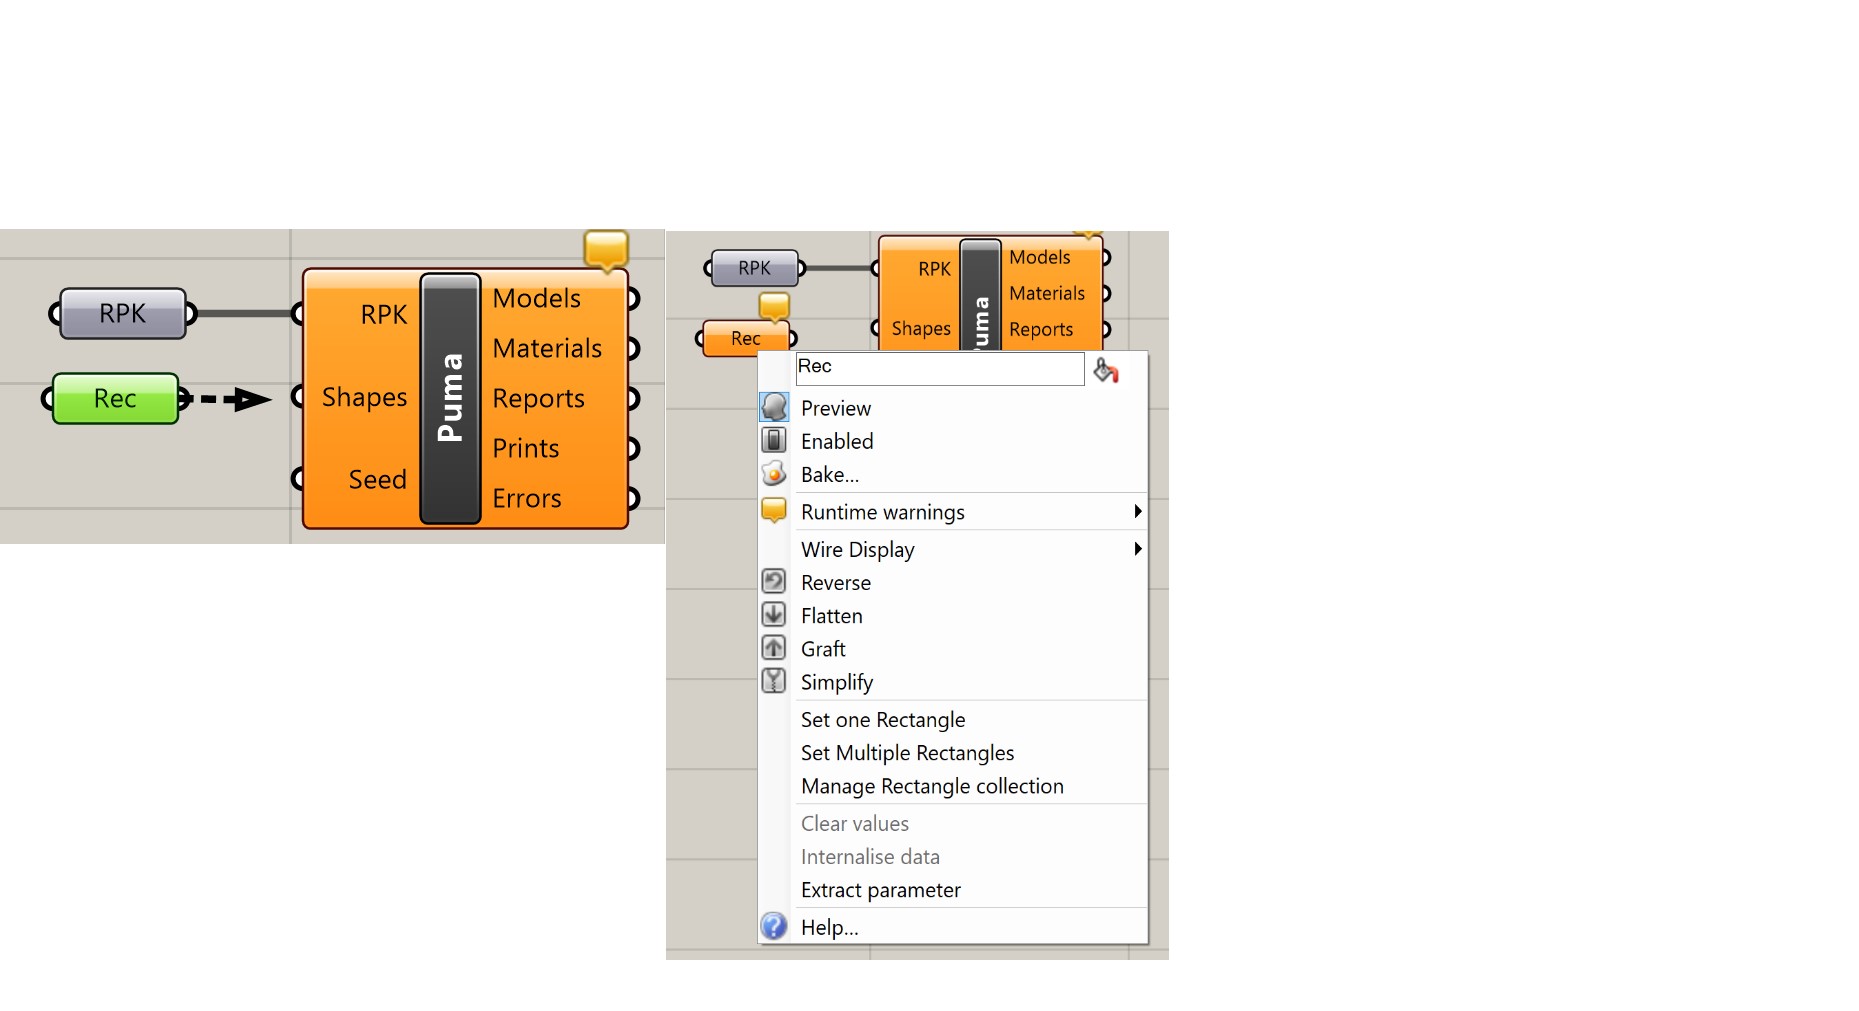 RPK
Rec
RPK
Shapes
Seed
Puma
Models
Materials
Reports
Prints
Errors
RPK
Rec
RPK
Shapes
Puma
Models
Materials
Reports
Rec
Preview
Enabled
Bake...
Runtime warnings
Wire Display
Reverse
Flatten
Graft
Simplify
Set one Rectangle
Set Multiple Rectangles
Manage Rectangle collection
Clear values
Internalise data
Extract parameter
Help...